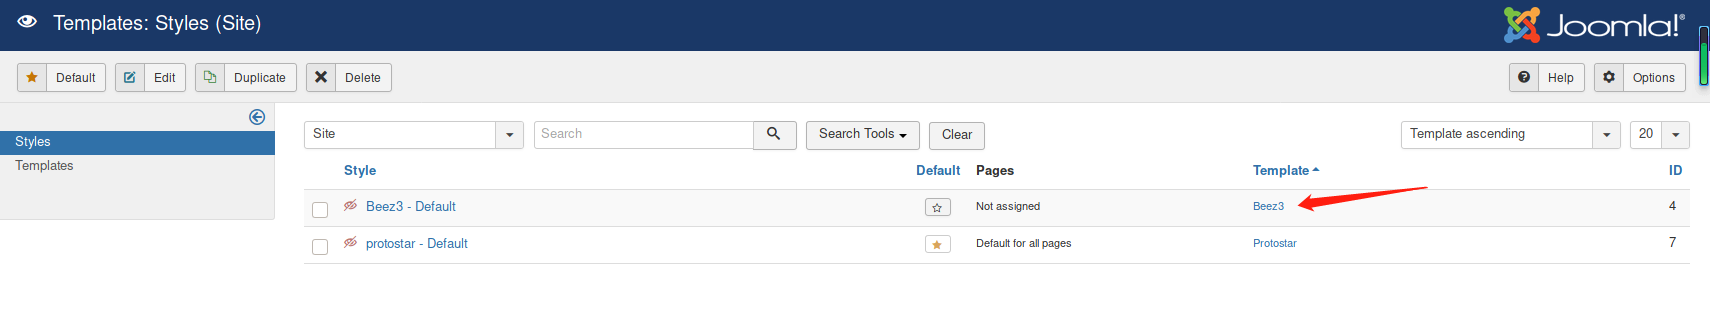 Templates: Styles (Site)
Joomla!®
Default Edit Duplicate Delete Help Options
Styles
Templates
Site Search Search Tools Clear Template ascending 20
Style Default Pages Template ID
Beez3 - Default Not assigned Beez3 4
protostar - Default Default for all pages Protostar 7